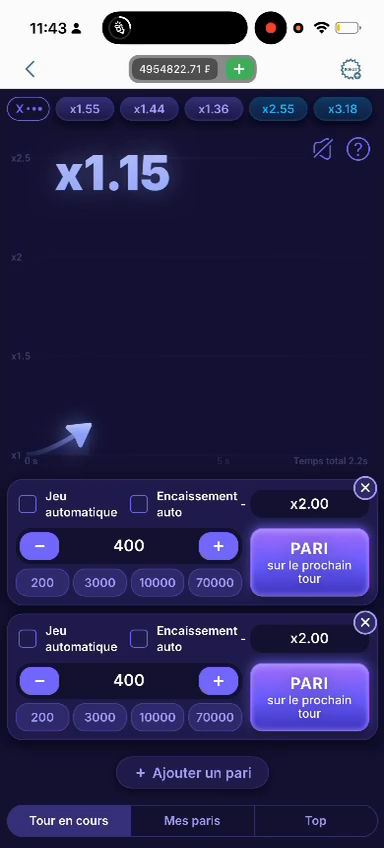 11:43
4954822.71 ₣
x1.55
x1.44
x1.36
x2.55
x3.18
x1.15
x2.5
x2
x1.5
x1
0 s
5 s
Temps total 2.2s
Jeu
automatique
Encaissement
auto
-
x2.00
400
PARI
sur le prochain
tour
200
3000
10000
70000
Jeu
automatique
Encaissement
auto
-
x2.00
400
PARI
sur le prochain
tour
200
3000
10000
70000
+ Ajouter un pari
Tour en cours
Mes paris
Top